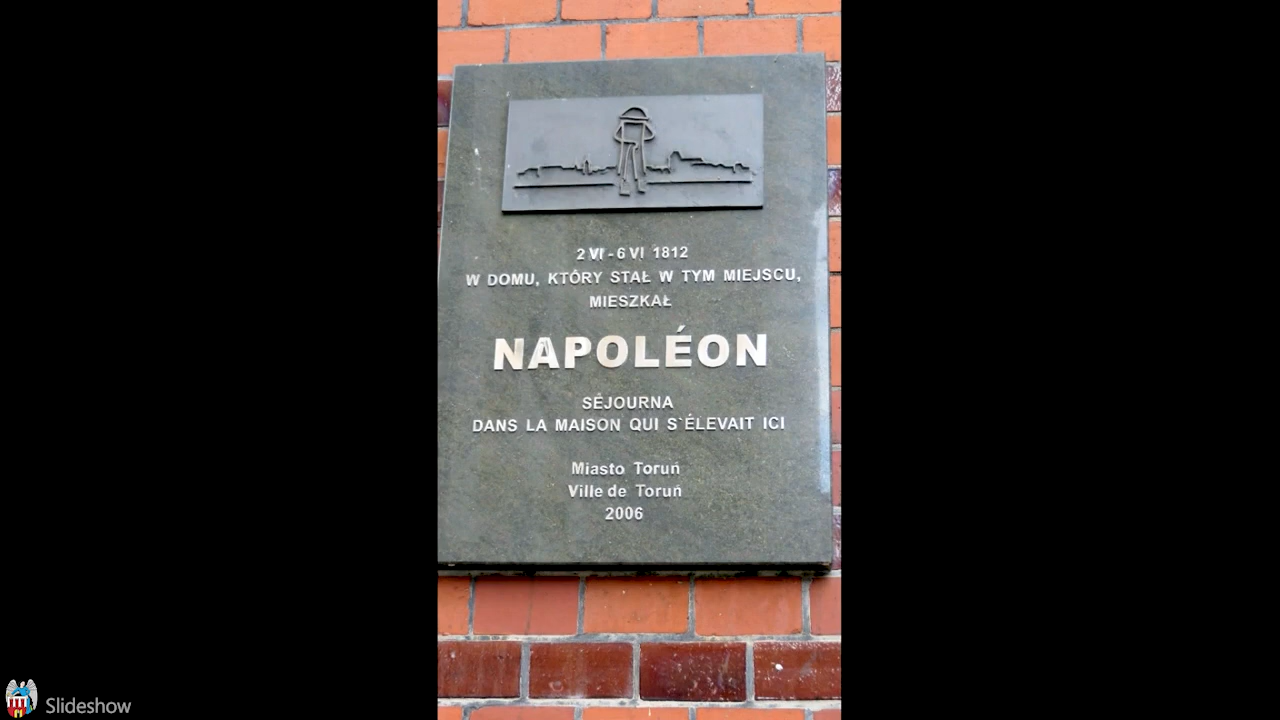 2 VI - 6 VI 1812
W DOMU, KTÓRY STAŁ W TYM MIEJSCU,
MIESZKAŁ
NAPOLÉON
SÉJOURNA
DANS LA MAISON QUI S`ÉLEVAIT ICI
Miasto Toruń
Ville de Toruń
2006
Slideshow